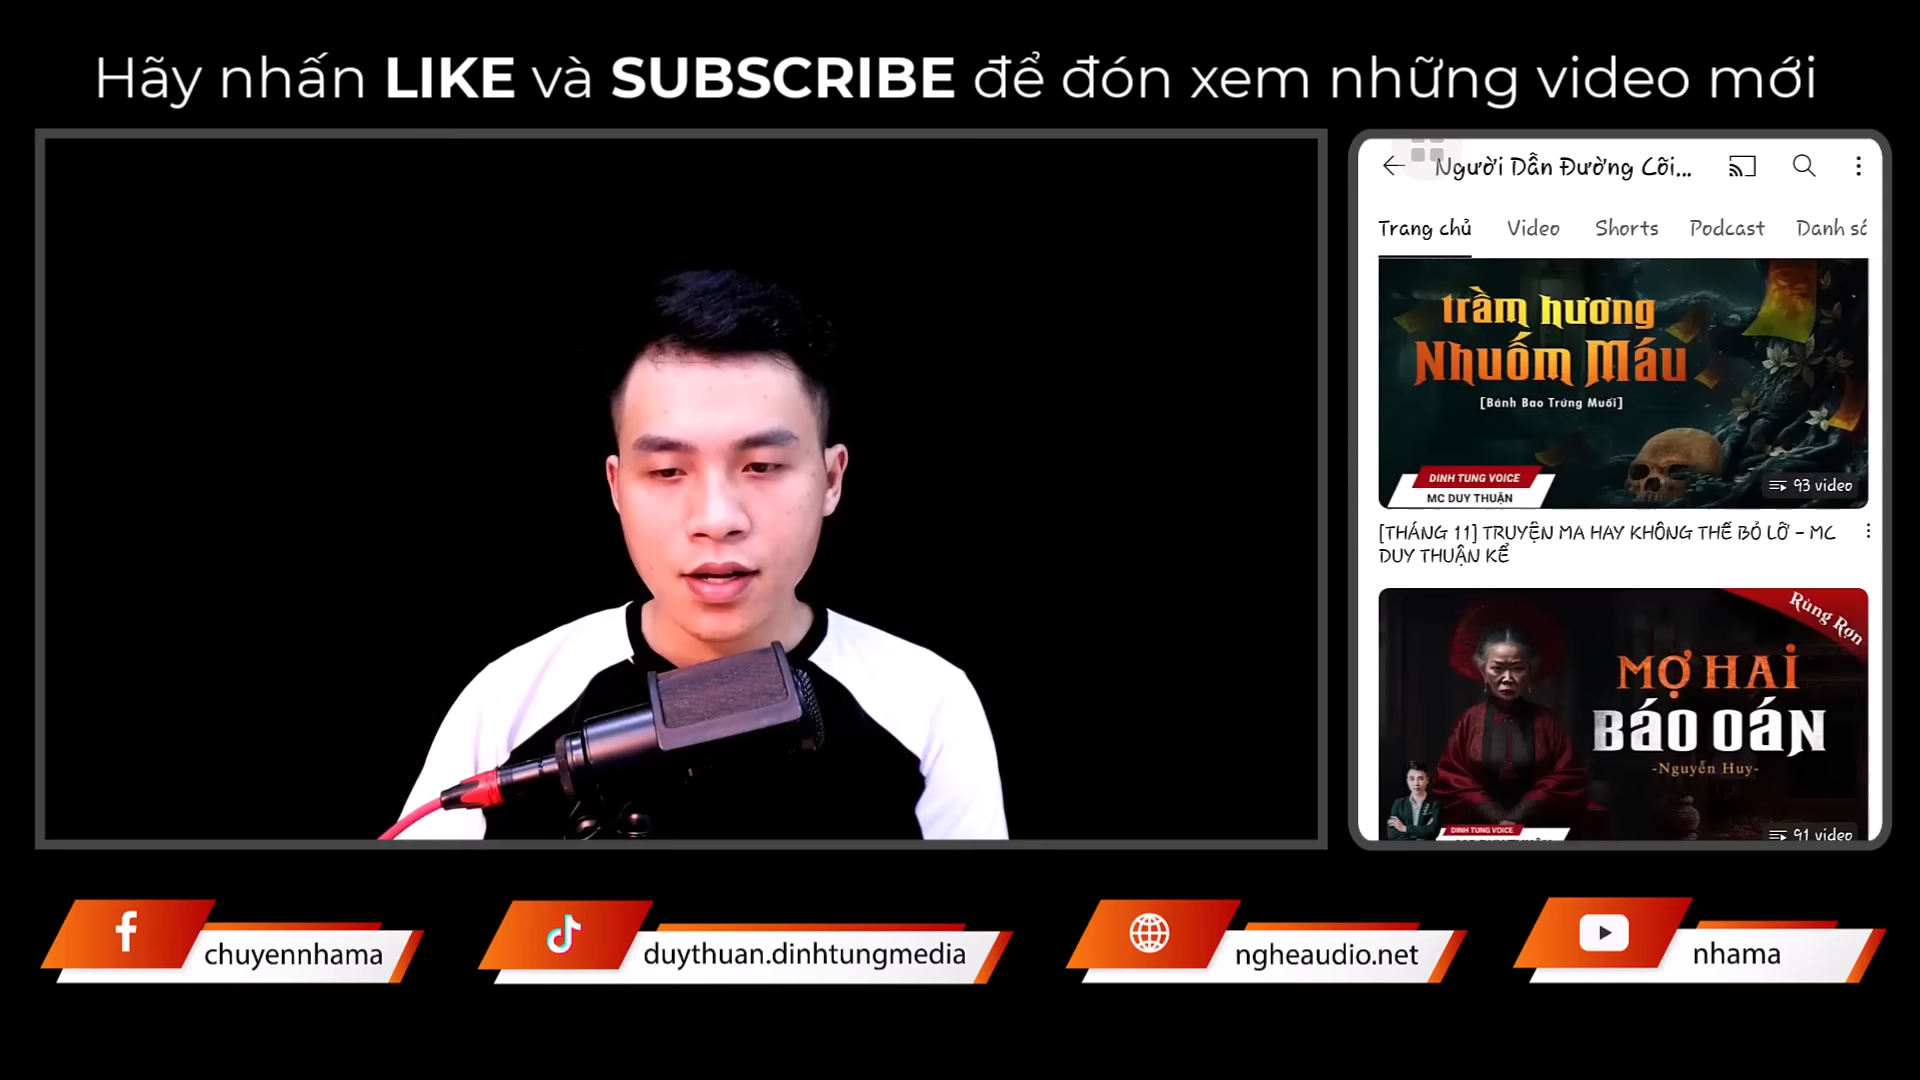 Hãy nhấn LIKE và SUBSCRIBE để đón xem những video mới
Người Dẫn Đường Cõi...
Trang chủ Video Shorts Podcast Danh sá
trầm hương
Nhuốm Máu
[Bánh Bao Trứng Muối]
DINH TUNG VOICE
MC DUY THUẬN
93 video
[THÁNG 11] TRUYỆN MA HAY KHÔNG THỂ BỎ LỠ - MC
DUY THUẬN KỂ
Rùng Rợn
MỢ HAI
BÁO OÁN
-Nguyễn Huy-
DINH TUNG VOICE
91 video
chuyennhama
duythuan.dinhtungmedia
ngheaudio.net
nhama